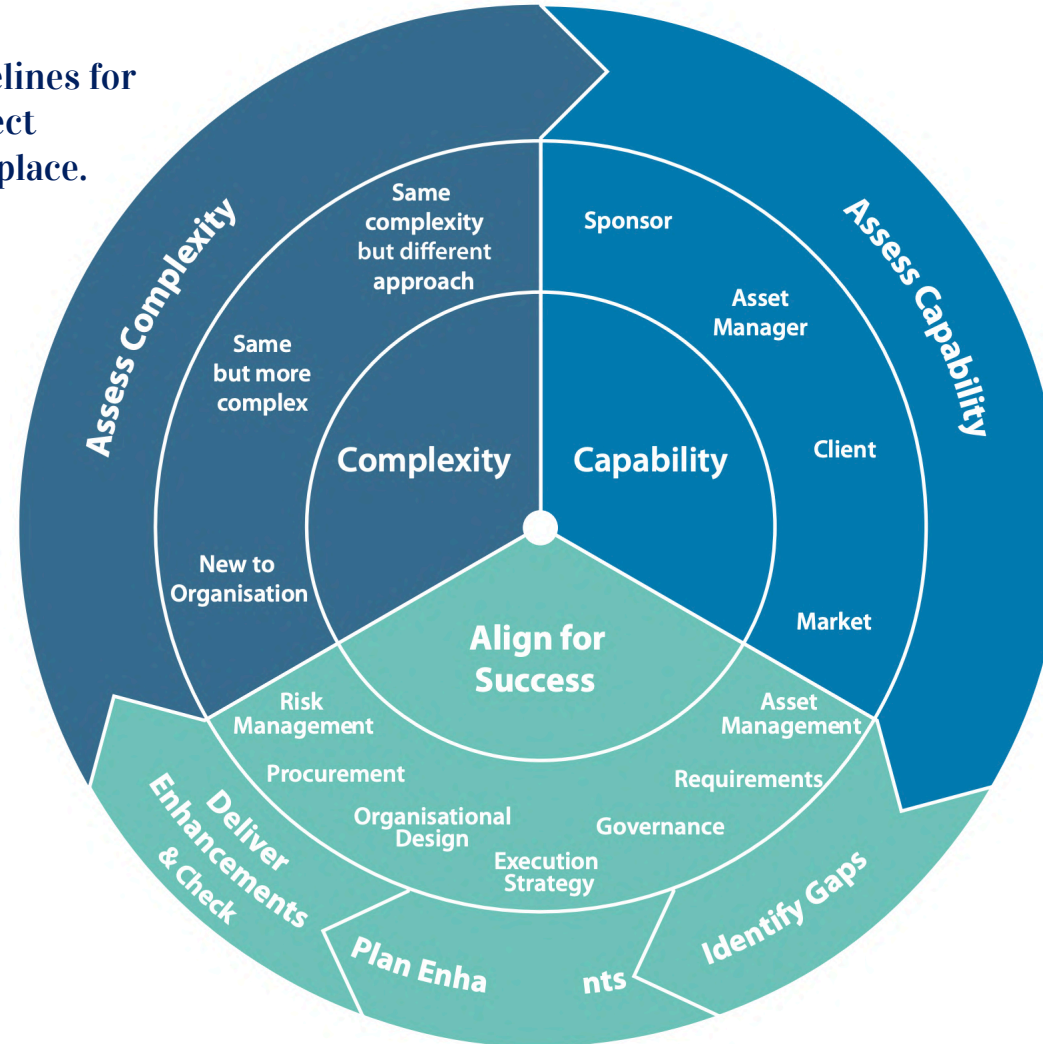 elines for
ect
place.
Assess Complexity
Same
complexity
but different
approach
Same
but more
complex
New to
Organisation
Complexity
Assess Capability
Sponsor
Asset
Manager
Client
Market
Capability
Align for
Success
Risk
Management
Procurement
Organisational
Design
Execution
Strategy
Governance
Requirements
Asset
Management
Identify Gaps
Plan Enha nts
Deliver
Enhancements
& Check